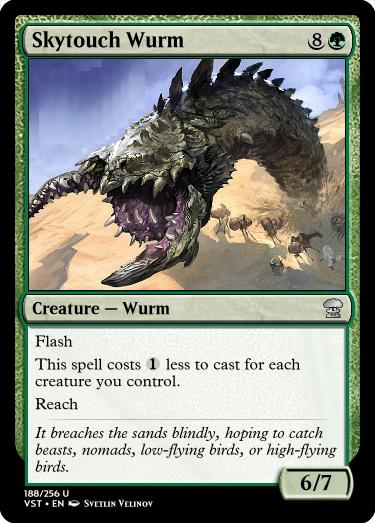 Skytouch Wurm 8
Creature — Wurm
Flash
This spell costs 1 less to cast for each
creature you control.
Reach
It breaches the sands blindly, hoping to catch
beasts, nomads, low-flying birds, or high-flying
birds.
6/7
188/256 U
VST • EN Svetlin Velinov